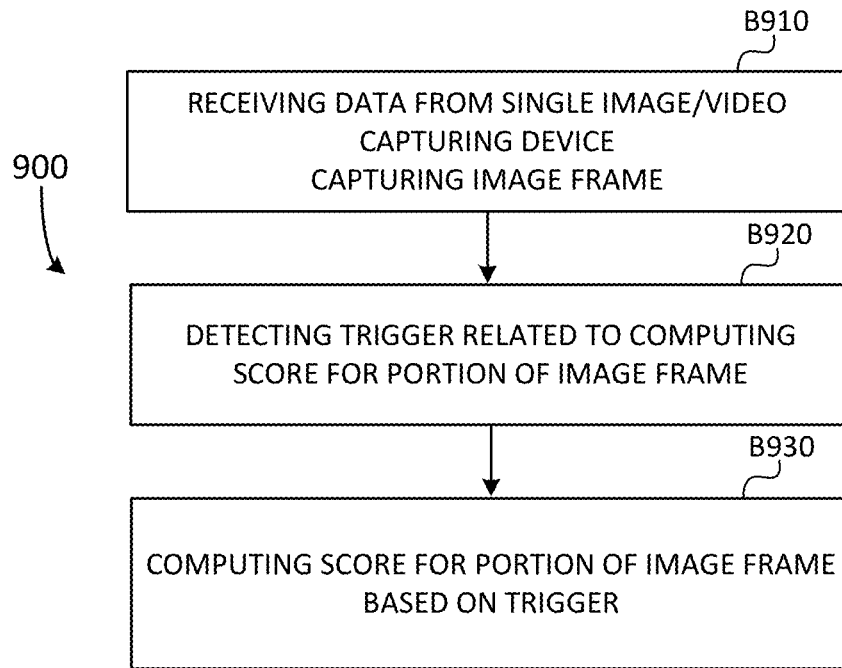 B910
RECEIVING DATA FROM SINGLE IMAGE/VIDEO
CAPTURING DEVICE
CAPTURING IMAGE FRAME
900
B920
DETECTING TRIGGER RELATED TO COMPUTING
SCORE FOR PORTION OF IMAGE FRAME
B930
COMPUTING SCORE FOR PORTION OF IMAGE FRAME
BASED ON TRIGGER